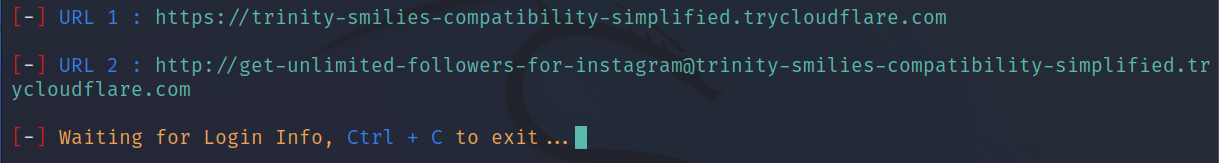 [-] URL 1 : https://trinity-smilies-compatibility-simplified.trycloudflare.com
[-] URL 2 : http://get-unlimited-followers-for-instagram@trinity-smilies-compatibility-simplified.tr
ycloudflare.com
[-] Waiting for Login Info, Ctrl + C to exit...